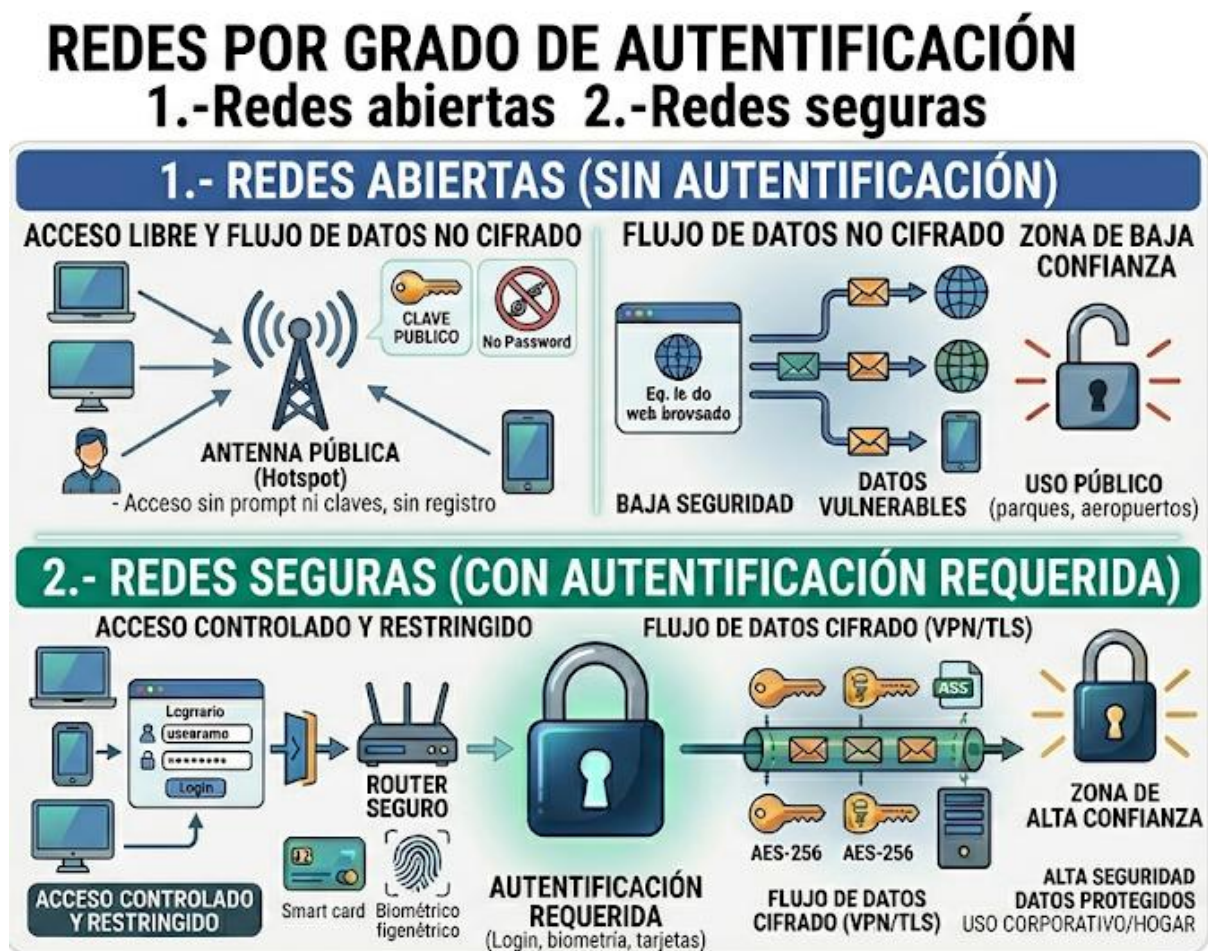 REDES POR GRADO DE AUTENTIFICACIÓN
1.-Redes abiertas 2.-Redes seguras
1.- REDES ABIERTAS (SIN AUTENTIFICACIÓN)
ACCESO LIBRE Y FLUJO DE DATOS NO CIFRADO
CLAVE
PUBLICO
No Password
ANTENNA PÚBLICA
(Hotspot)
- Acceso sin prompt ni claves, sin registro
FLUJO DE DATOS NO CIFRADO
Eq. le do
web brovsado
BAJA SEGURIDAD
DATOS
VULNERABLES
ZONA DE BAJA
CONFIANZA
USO PÚBLICO
(parques, aeropuertos)
2.- REDES SEGURAS (CON AUTENTIFICACIÓN REQUERIDA)
ACCESO CONTROLADO Y RESTRINGIDO
Lcgrrario
usearamo
Login
ROUTER
SEGURO
ACCESO CONTROLADO
Y RESTRINGIDO
Smart card
Biométrico
figenétrico
AUTENTIFICACIÓN
REQUERIDA
(Login, biometría, tarjetas)
FLUJO DE DATOS CIFRADO (VPN/TLS)
ASS
AES-256
AES-256
FLUJO DE DATOS
CIFRADO (VPN/TLS)
ZONA DE
ALTA CONFIANZA
ALTA SEGURIDAD
DATOS PROTEGIDOS
USO CORPORATIVO/HOGAR